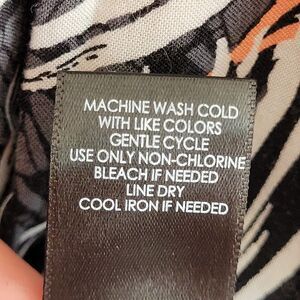 MACHINE WASH COLD
WITH LIKE COLORS
GENTLE CYCLE
USE ONLY NON-CHLORINE
BLEACH IF NEEDED
LINE DRY
COOL IRON IF NEEDED